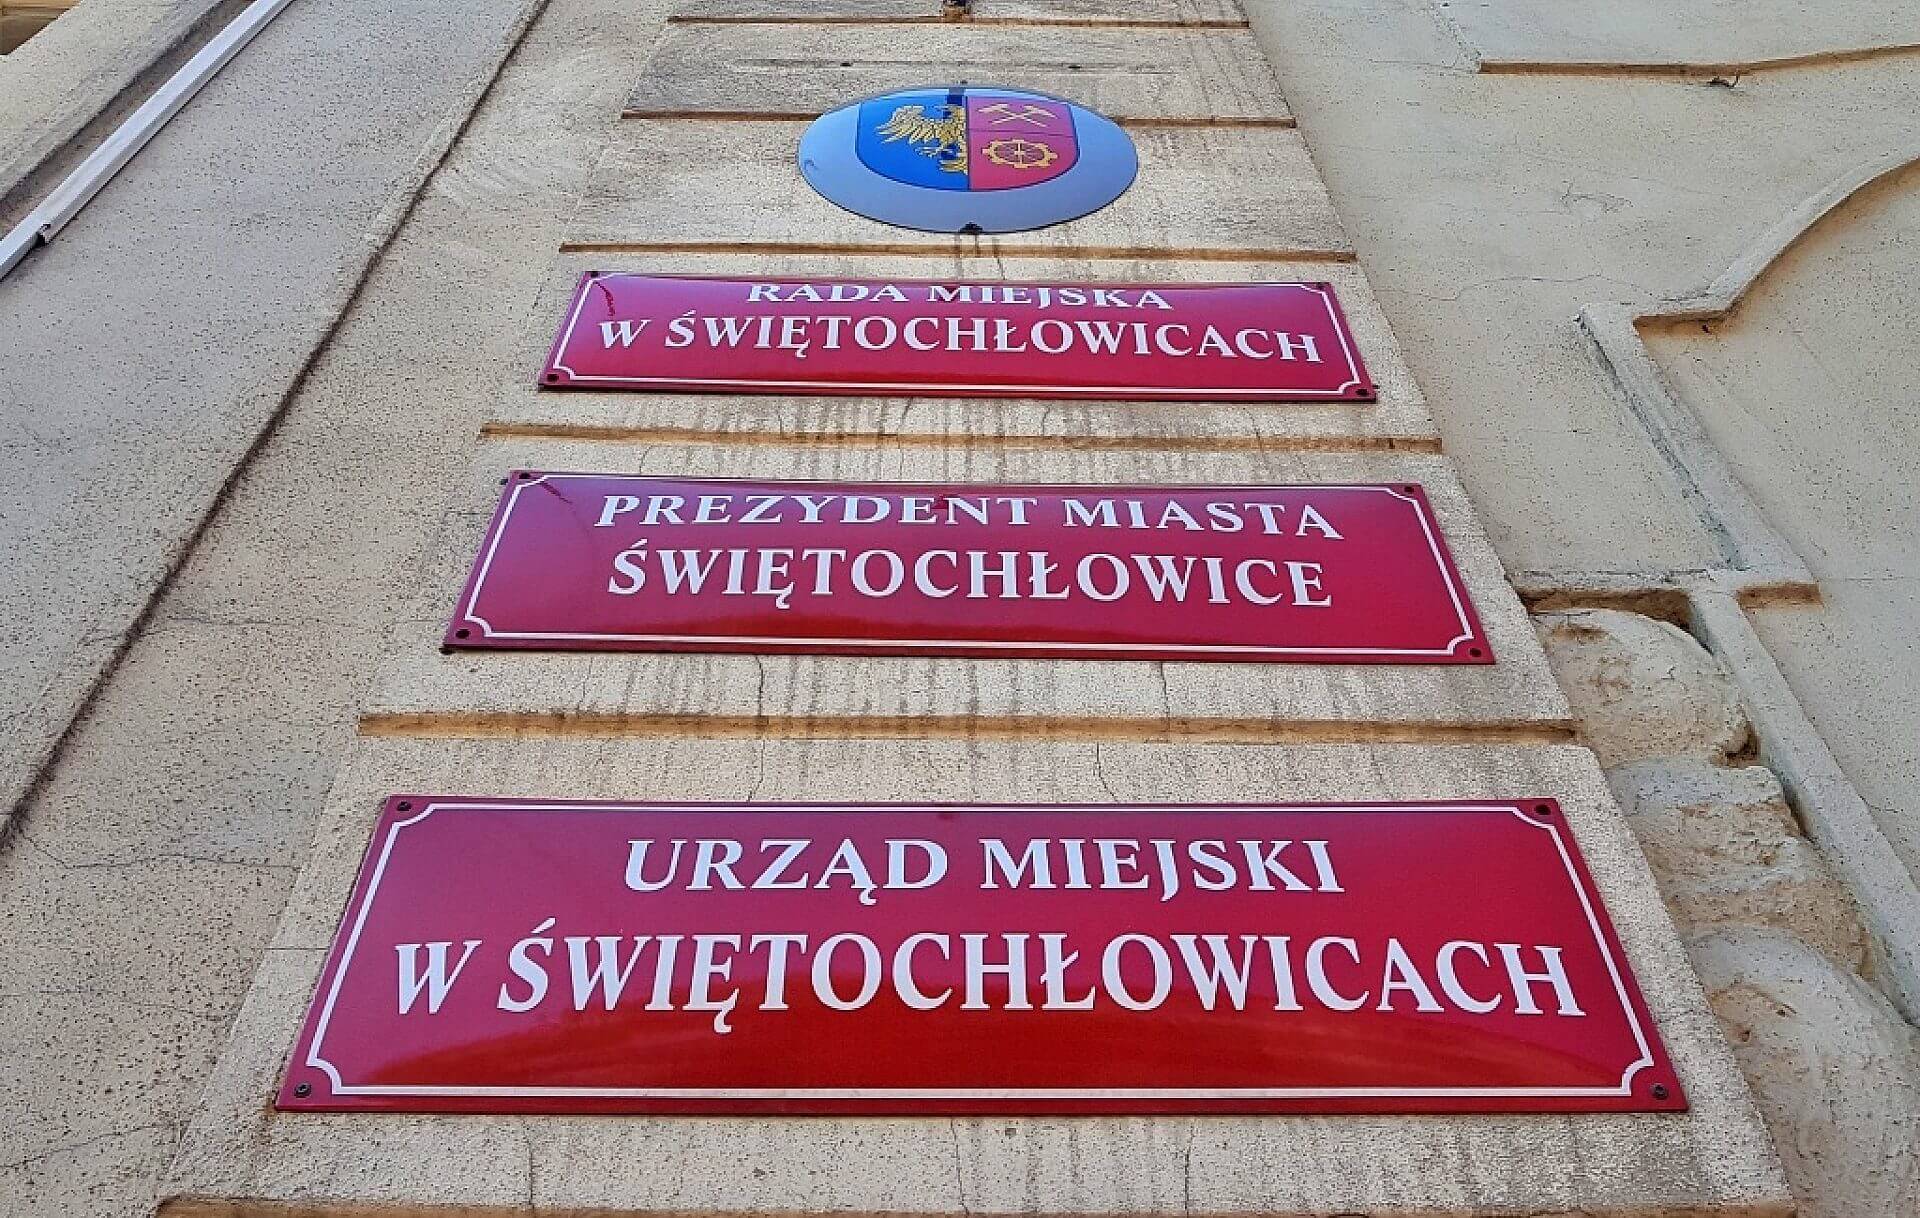 RADA MIEJSKA
W ŚWIĘTOCHŁOWICACH
PREZYDENT MIASTA
ŚWIĘTOCHŁOWICE
URZĄD MIEJSKI
W ŚWIĘTOCHŁOWICACH